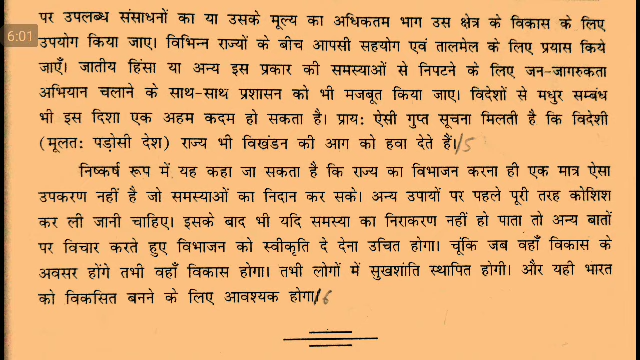 पर उपलब्ध संसाधनों का या उसके मूल्य का अधिकतम भाग उस क्षेत्र के विकास के लिए
6:01
उपयोग किया जाए। विभिन्न राज्यों के बीच आपसी सहयोग एवं तालमेल के लिए प्रयास किये
जाएँ। जातीय हिंसा या अन्य इस प्रकार की समस्याओं से निपटने के लिए जन-जागरुकता
अभियान चलाने के साथ-साथ प्रशासन को भी मजबूत किया जाए। विदेशों से मधुर सम्बंध
भी इस दिशा एक अहम कदम हो सकता है। प्राय: ऐसी गुप्त सूचना मिलती है कि विदेशी
(मूलत: पड़ोसी देश) राज्य भी विखंडन की आग को हवा देते हैं। /5
निष्कर्ष रूप में यह कहा जा सकता है कि राज्य का विभाजन करना ही एक मात्र ऐसा
उपकरण नहीं है जो समस्याओं का निदान कर सके। अन्य उपायों पर पहले पूरी तरह कोशिश
कर ली जानी चाहिए। इसके बाद भी यदि समस्या का निराकरण नहीं हो पाता तो अन्य बातों
पर विचार करते हुए विभाजन को स्वीकृति दे देना उचित होगा। चूंकि जब वहाँ विकास के
अवसर होंगे तभी वहाँ विकास होगा। तभी लोगों में सुखशांति स्थापित होगी। और यही भारत
को विकसित बनने के लिए आवश्यक होगा। /6